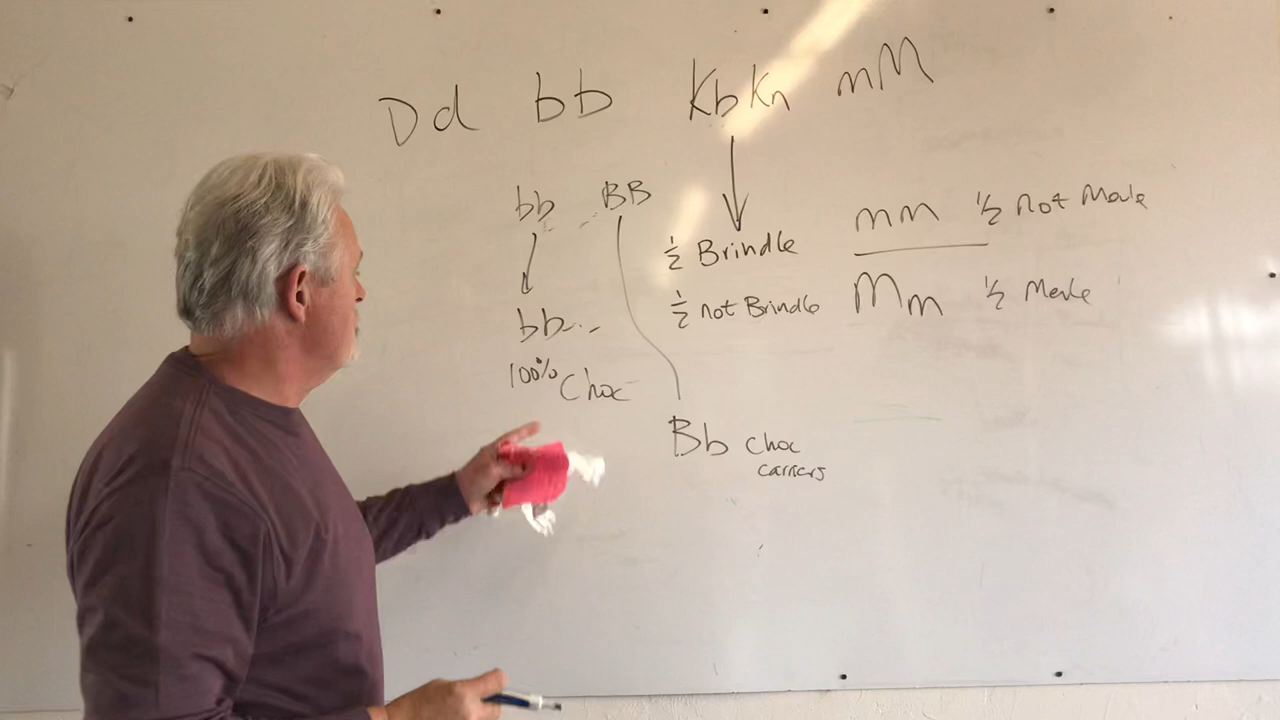 Dd bb KbKn mM
bb BB
½ Brindle
mm ½ not Merle
½ not Brindle
Mm ½ Merle
bb
100% Choc
Bb Choc
carriers